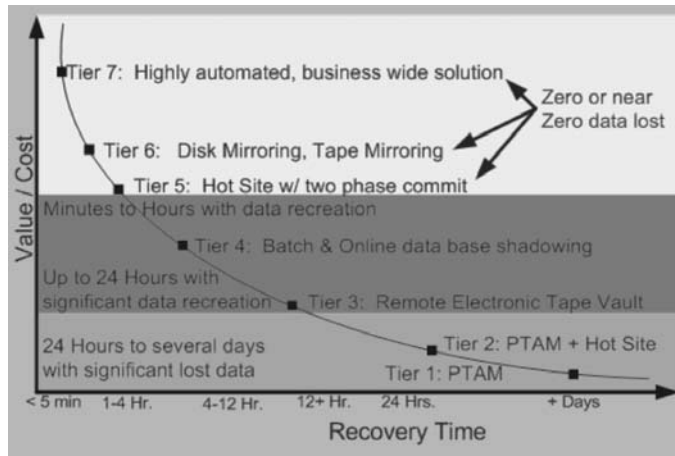 Tier 7: Highly automated, business wide solution
Zero or near
Zero data lost
Tier 6: Disk Mirroring, Tape Mirroring
Tier 5: Hot Site w/ two phase commit
Minutes to Hours with data recreation
Tier 4: Batch & Online data base shadowing
Up to 24 Hours with
significant data recreation
Tier 3: Remote Electronic Tape Vault
Tier 2: PTAM + Hot Site
24 Hours to several days
with significant lost data
Tier 1: PTAM
Value / Cost
< 5 min 1-4 Hr. 4-12 Hr. 12+ Hr. 24 Hrs. + Days
Recovery Time